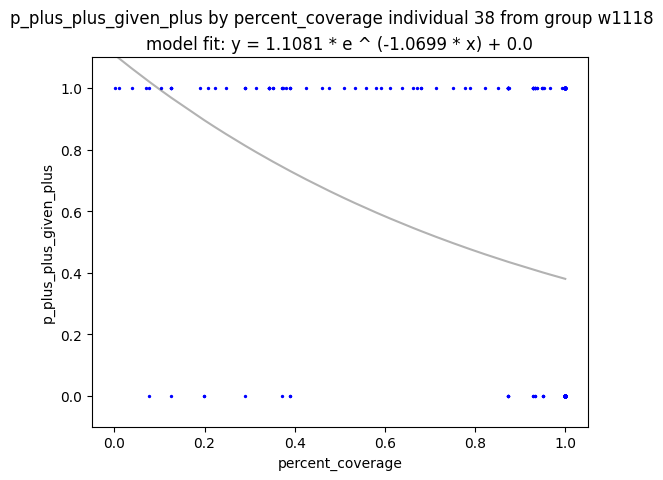 p_plus_plus_given_plus by percent_coverage individual 38 from group w1118
model fit: y = 1.1081 * e ^ (-1.0699 * x) + 0.0
1.0
0.8
0.6
0.4
0.2
0.0
p_plus_plus_given_plus
0.0 0.2 0.4 0.6 0.8 1.0
percent_coverage